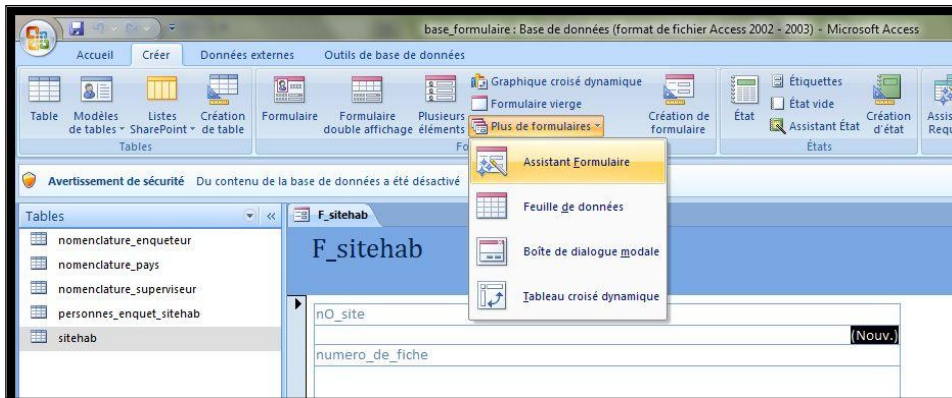 base_formulaire : Base de données (format de fichier Access 2002 - 2003) - Microsoft Access
Accueil Créer Données externes Outils de base de données
Table
Modèles de tables
Listes SharePoint
Création de table
Tables
Formulaire
Formulaire double affichage
Plusieurs éléments
Graphique croisé dynamique
Formulaire vierge
Plus de formulaires
Création de formulaire
État
Étiquettes
État vide
Assistant État
Création d'état
États
Assistant Formulaire
Feuille de données
Boîte de dialogue modale
Tableau croisé dynamique
Avertissement de sécurité Du contenu de la base de données a été désactivé
Tables
nomenclature_enqueteur
nomenclature_pays
nomenclature_superviseur
personnes_enquet_sitehab
sitehab
F_sitehab
F_sitehab
nO_site
(Nouv.)
numero_de_fiche